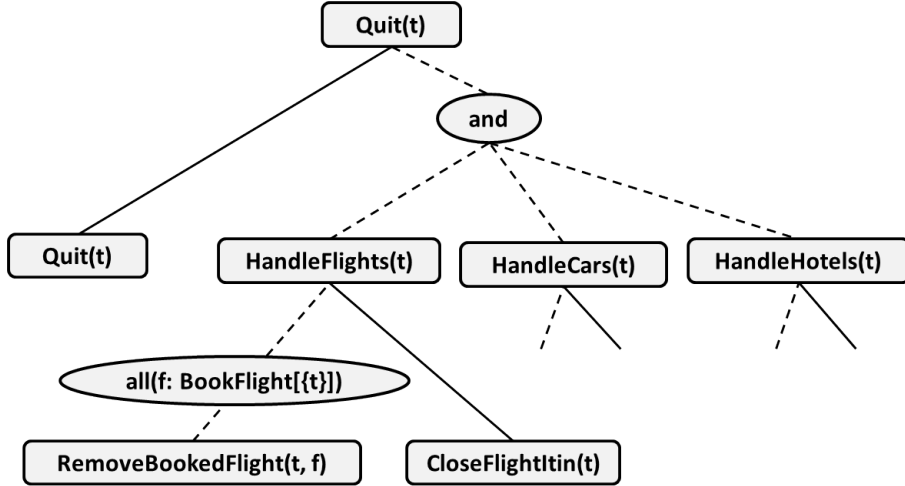 Quit(t)
and
Quit(t)
HandleFlights(t)
HandleCars(t)
HandleHotels(t)
all(f: BookFlight[{t}])
RemoveBookedFlight(t, f)
CloseFlightItin(t)